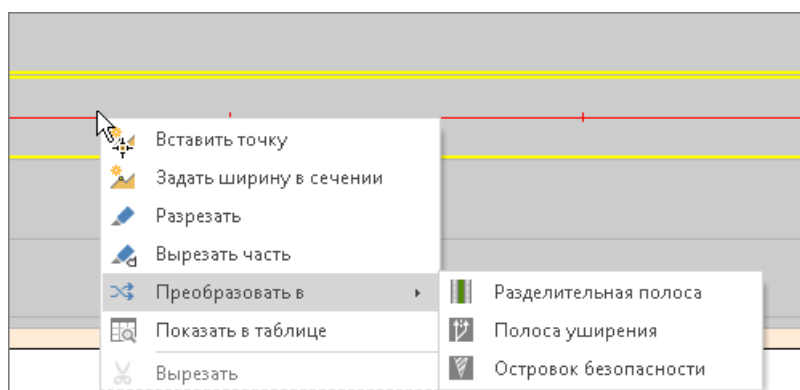 Вставить точку
Задать ширину в сечении
Разрезать
Вырезать часть
Преобразовать в
Разделительная полоса
Показать в таблице
Полоса уширения
Вырезать
Островок безопасности